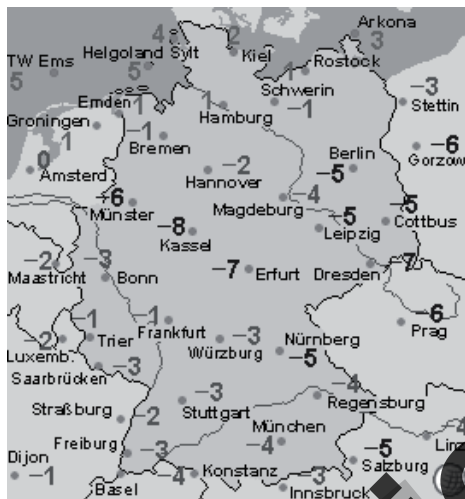 Arkona
4 2 3
Helgoland Sylt Kiel
TW Ems Rostock
5 5 1
Schwerin -3
Emden 1 1 -1 Stettin
Groningen Hamburg
1 -1
Bremen -6
Berlin Gorzow
0 -2 -5
Amsterd Hannover
-6 -4
Münster Magdeburg -5 -5
-8 Cottbus
Kassel Leipzig
-2 -3 -7 Erfurt Dresden -7
Maastricht Bonn
-1 -1 -6
Frankfurt Prag
-2 Trier -3 Nürnberg
Luxemb. Würzburg
-5
Saarbrücken -3
-3 -4
Straßburg -2 Stuttgart Regensburg
München -4
Freiburg -3 -4 Linz
Dijon -5
-1 -4 Konstanz -3 Salzburg
Basel Innsbruck